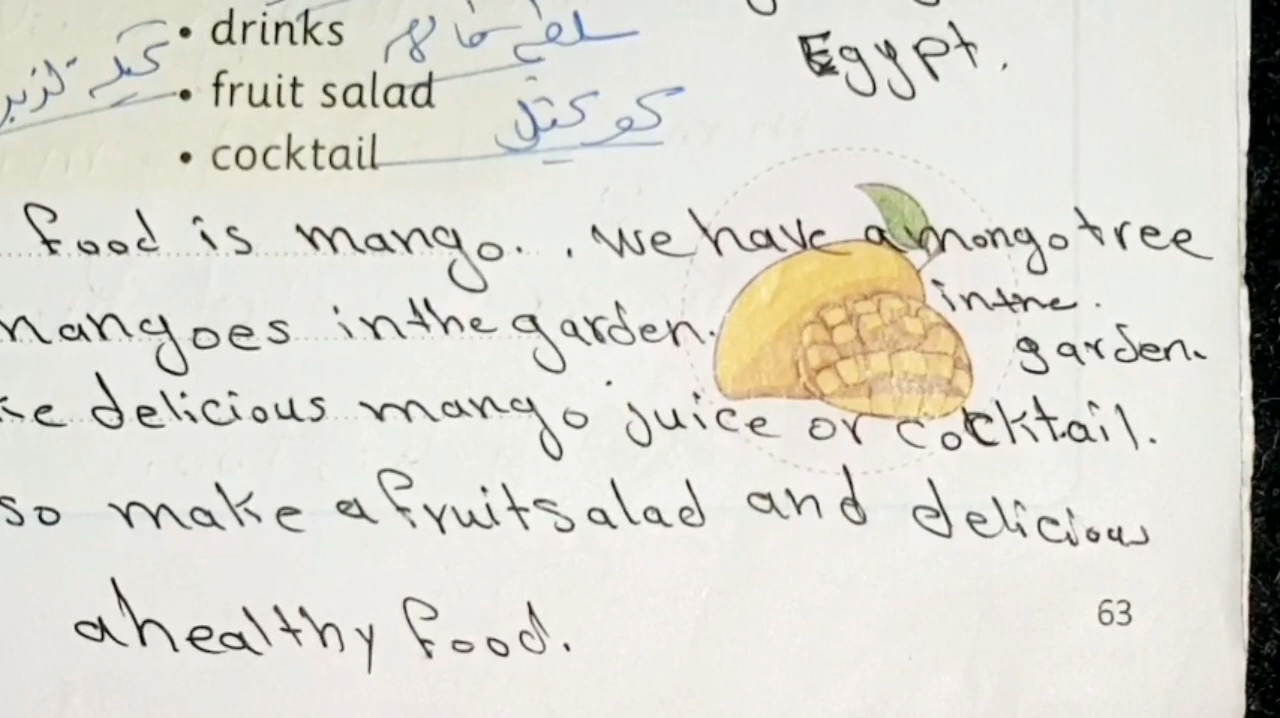 • drinks
• fruit salad
كوكتيل
• cocktail
Egypt.
food is mango. . we have a mongo tree
in the.
mangoes in the garden.
garden.
delicious mango juice or cocktail.
so make a fruit salad and delicious
a healthy food.
63